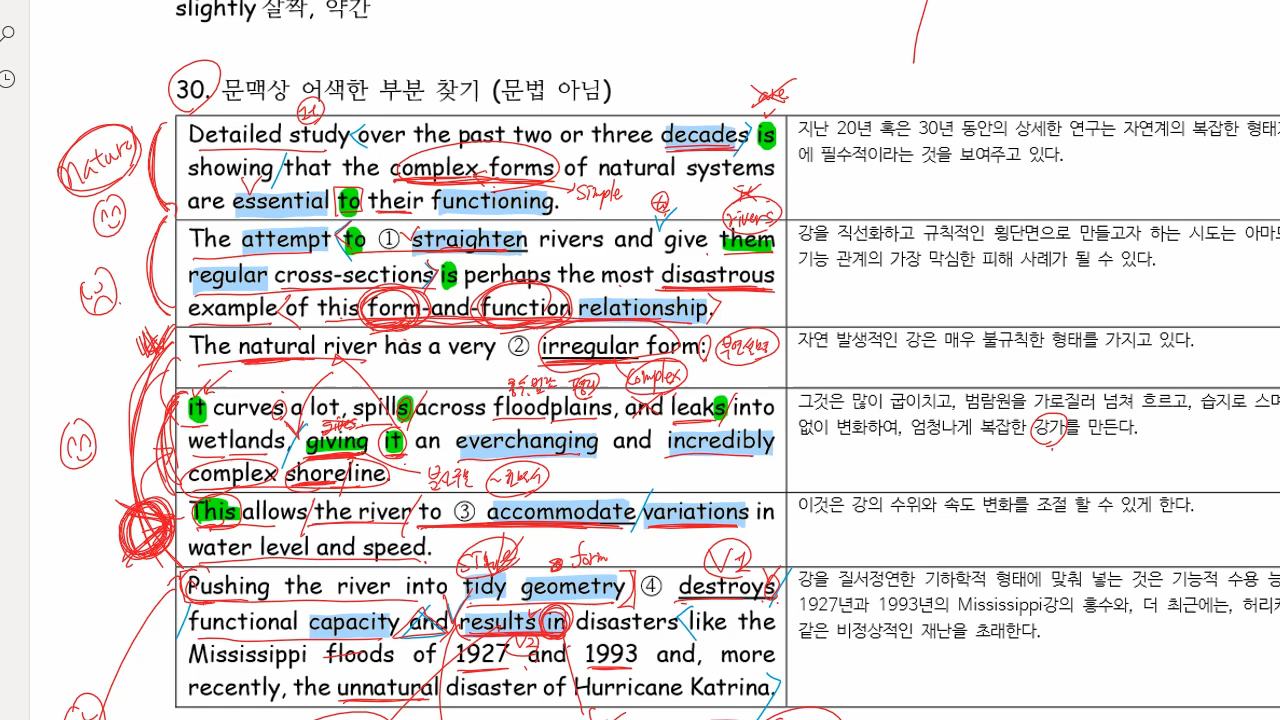 slightly 살짝, 약간
30. 문맥상 어색한 부분 찾기 (문법 아님)
are
Detailed study over the past two or three decades is
showing that the complex forms of natural systems
are essential to their functioning.
simple
Nature
지난 20년 혹은 30년 동안의 상세한 연구는 자연계의 복잡한 형태
에 필수적이라는 것을 보여주고 있다.
it
rivers
The attempt to ① straighten rivers and give them
regular cross-sections is perhaps the most disastrous
example of this form-and-function relationship.
강을 직선화하고 규칙적인 횡단면으로 만들고자 하는 시도는 아마도
기능 관계의 가장 막심한 피해 사례가 될 수 있다.
The natural river has a very ② irregular form:
부연설명
complex
자연 발생적인 강은 매우 불규칙한 형태를 가지고 있다.
it curves a lot, spills across floodplains, and leaks into
gives
wetlands, giving it an everchanging and incredibly
complex shoreline.
분사구문
그것은 많이 굽이치고, 범람원을 가로질러 넘쳐 흐르고, 습지로 스며
없이 변화하여, 엄청나게 복잡한 강가를 만든다.
This allows the river to ③ accommodate variations in
water level and speed.
이것은 강의 수위와 속도 변화를 조절 할 수 있게 한다.
form
V1
Pushing the river into tidy geometry ④ destroys
functional capacity and results in disasters like the
V2
Mississippi floods of 1927 and 1993 and, more
recently, the unnatural disaster of Hurricane Katrina.
강을 질서정연한 기하학적 형태에 맞춰 넣는 것은 기능적 수용 능
1927년과 1993년의 Mississippi강의 홍수와, 더 최근에는, 허리케
같은 비정상적인 재난을 초래한다.